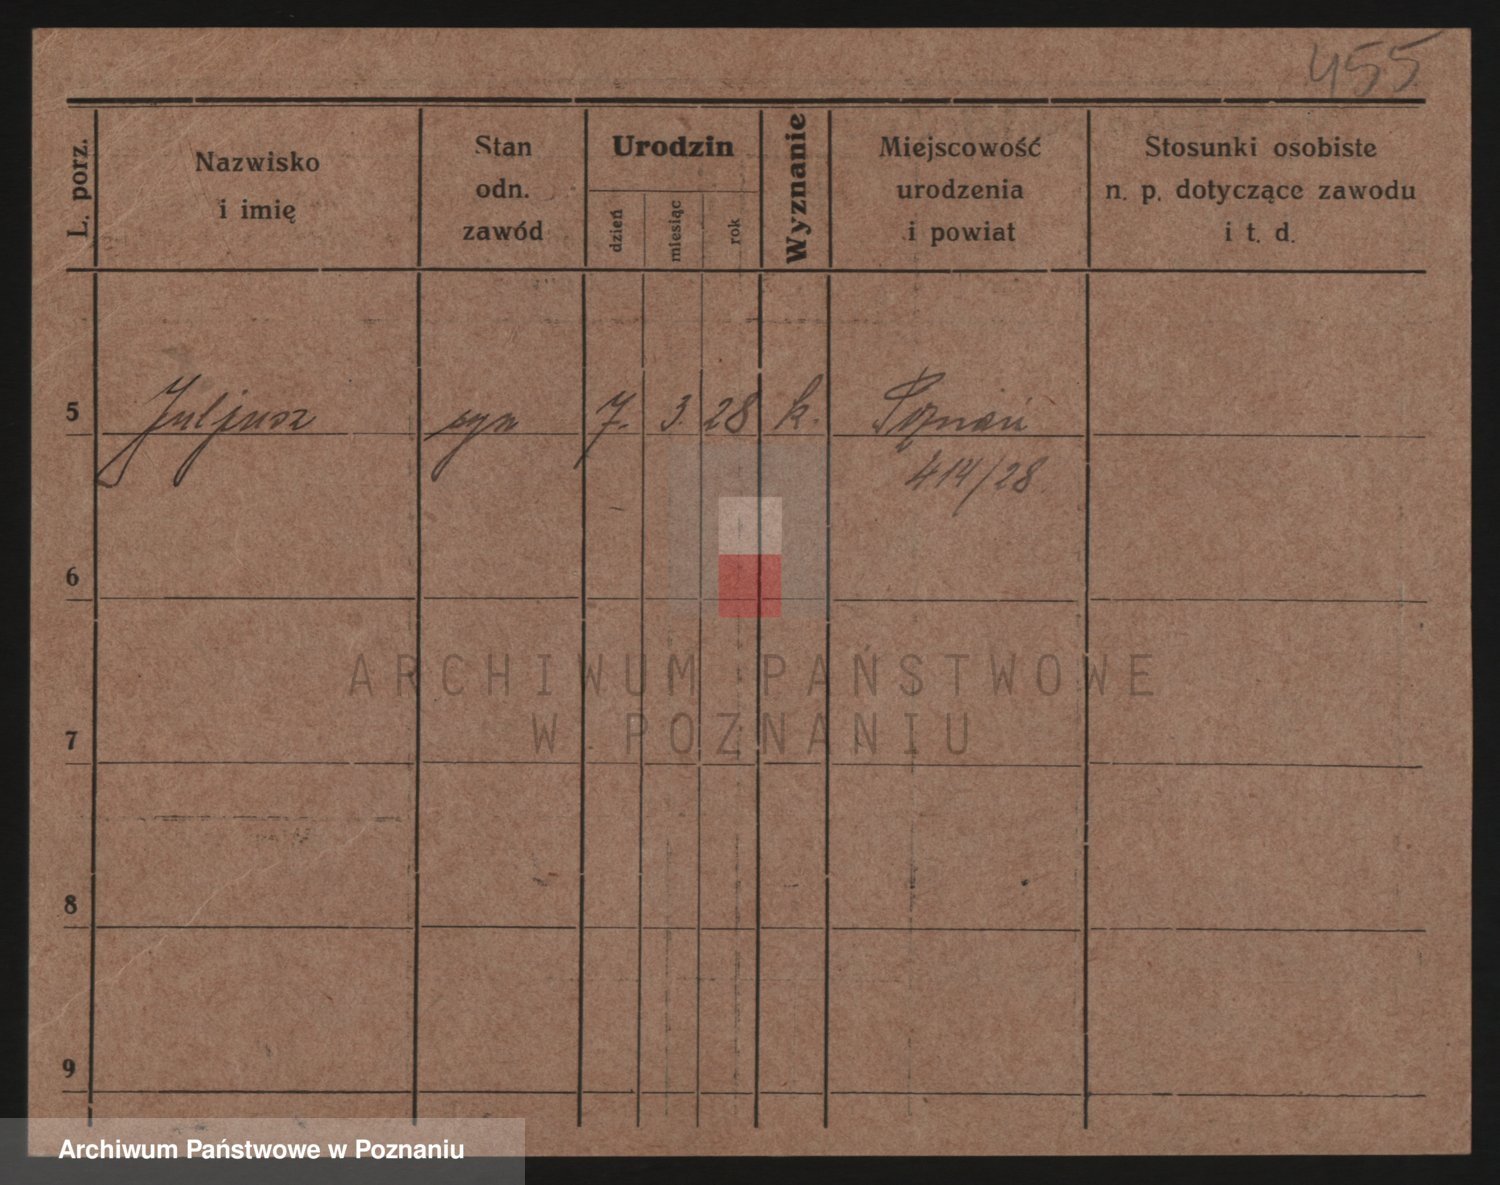 455
L. porz.
Nazwisko
i imię
Stan
odn.
zawód
Urodzin
dzień
miesiąc
rok
Wyznanie
Miejscowość
urodzenia
i powiat
Stosunki osobiste
n. p. dotyczące zawodu
i t. d.
5 Juljusz syn 7. 3. 28 k. Poznań
414/28
6
ARCHIWUM PAŃSTWOWE
W POZNANIU
7
8
9
Archiwum Państwowe w Poznaniu